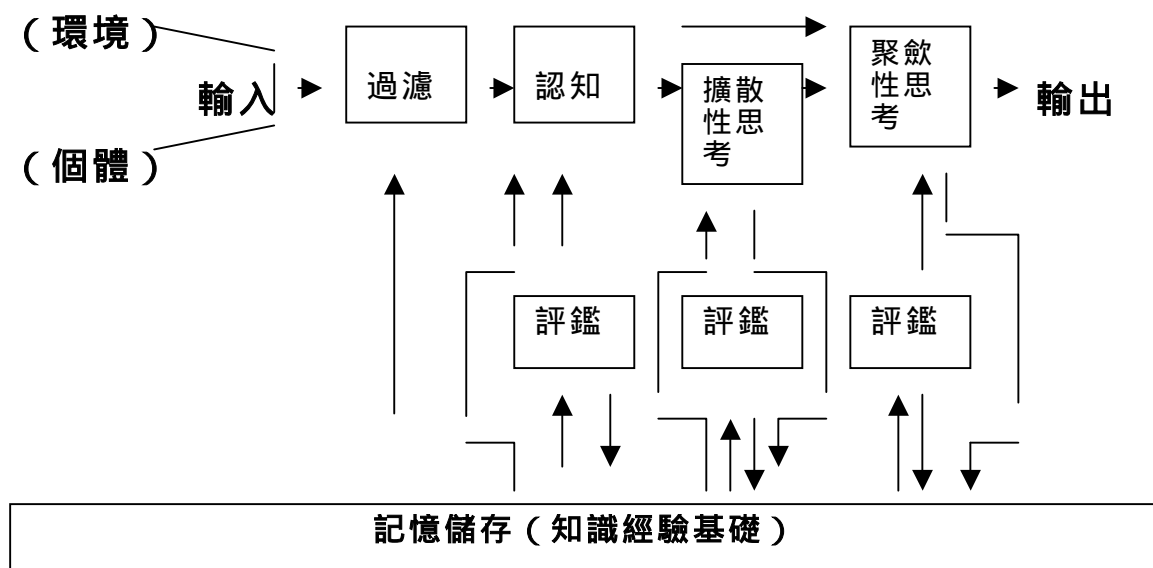 （環境）
輸入
（個體）
過濾
認知
擴散
性思
考
聚歛
性思
考
輸出
評鑑
評鑑
評鑑
記憶儲存（知識經驗基礎）